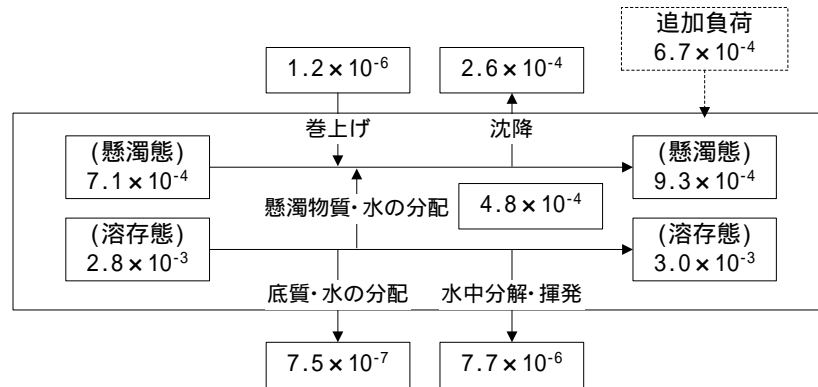 追加負荷
6.7×10⁻⁴
1.2×10⁻⁶
2.6×10⁻⁴
巻上げ
沈降
(懸濁態)
7.1×10⁻⁴
(懸濁態)
9.3×10⁻⁴
懸濁物質・水の分配
4.8×10⁻⁴
(溶存態)
2.8×10⁻³
(溶存態)
3.0×10⁻³
底質・水の分配
水中分解・揮発
7.5×10⁻⁷
7.7×10⁻⁶